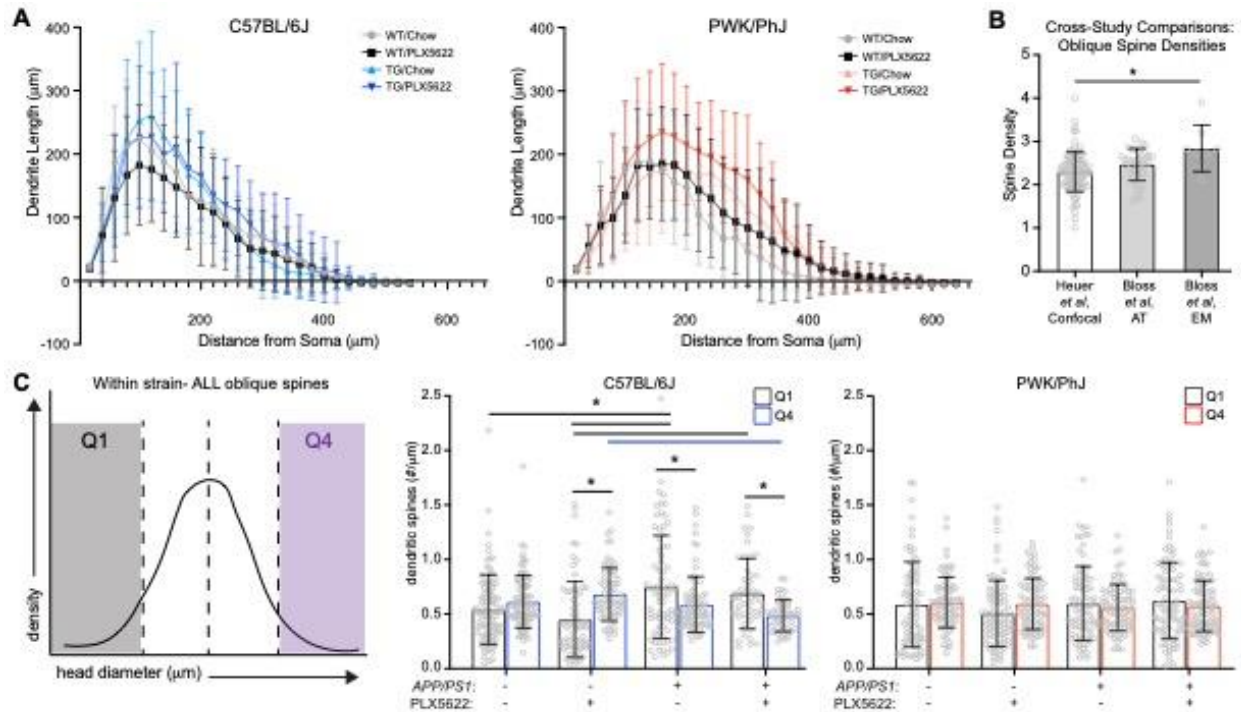 A
C57BL/6J
WT/Chow
WT/PLX5622
TG/Chow
TG/PLX5622
Dendrite Length (μm)
400
300
200
100
0
-100
200
400
600
Distance from Soma (μm)
PWK/PhJ
WT/Chow
WT/PLX5622
TG/Chow
TG/PLX5622
Dendrite Length (μm)
400
300
200
100
0
-100
200
400
600
Distance from Soma (μm)
B
Cross-Study Comparisons:
Oblique Spine Densities
*
Spine Density
5
4
3
2
1
0
Heuer
et al,
Confocal
Bloss
et al,
AT
Bloss
et al,
EM
C
Within strain- ALL oblique spines
Q1
Q4
density
head diameter (μm)
C57BL/6J
Q1
Q4
dendritic spines (#/μm)
2.5
2.0
1.5
1.0
0.5
0.0
*
*
*
*
APP/PS1: - - + +
PLX5622: - + - +
PWK/PhJ
Q1
Q4
dendritic spines (#/μm)
2.5
2.0
1.5
1.0
0.5
0.0
- - + +
- + - +